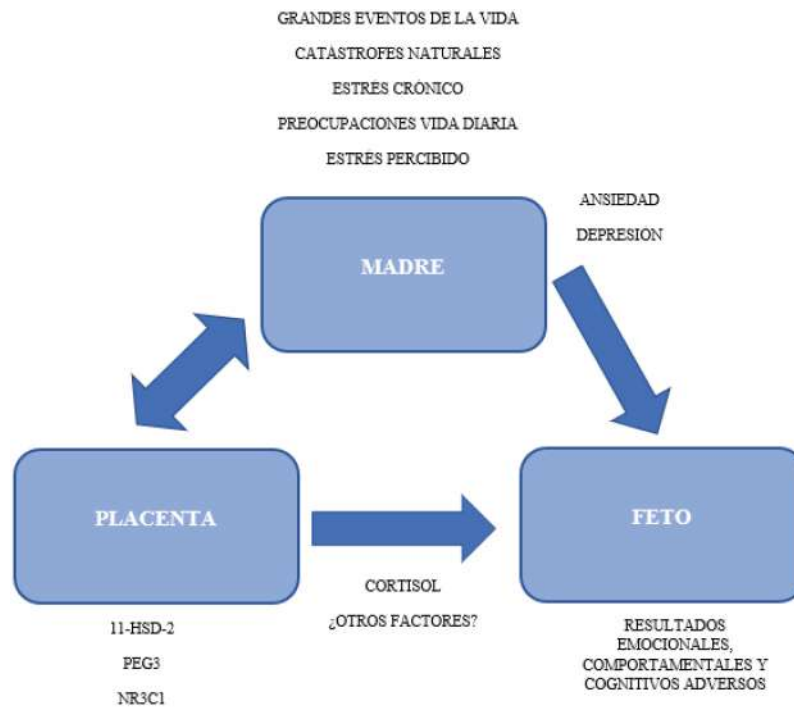 GRANDES EVENTOS DE LA VIDA
CATÁSTROFES NATURALES
ESTRÉS CRÓNICO
PREOCUPACIONES VIDA DIARIA
ESTRÉS PERCIBIDO
ANSIEDAD
DEPRESIÓN
MADRE
PLACENTA
FETO
CORTISOL
¿OTROS FACTORES?
11-HSD-2
PEG3
NR3C1
RESULTADOS
EMOCIONALES,
COMPORTAMENTALES Y
COGNITIVOS ADVERSOS